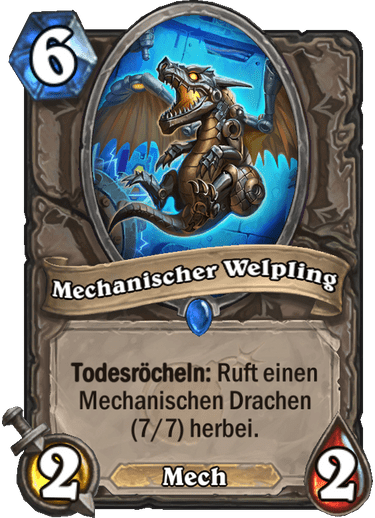 6
Mechanischer Welpling
Todesröcheln: Ruft einen
Mechanischen Drachen
(7/7) herbei.
2
Mech
2